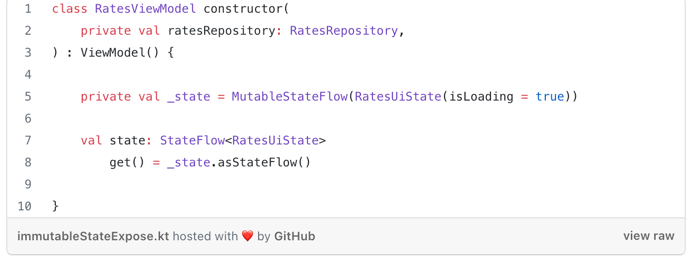 1 class RatesViewModel constructor(
2     private val ratesRepository: RatesRepository,
3 ) : ViewModel() {
4
5     private val _state = MutableStateFlow(RatesUiState(isLoading = true))
6
7     val state: StateFlow<RatesUiState>
8         get() = _state.asStateFlow()
9
10 }
immutableStateExpose.kt hosted with ❤ by GitHub view raw